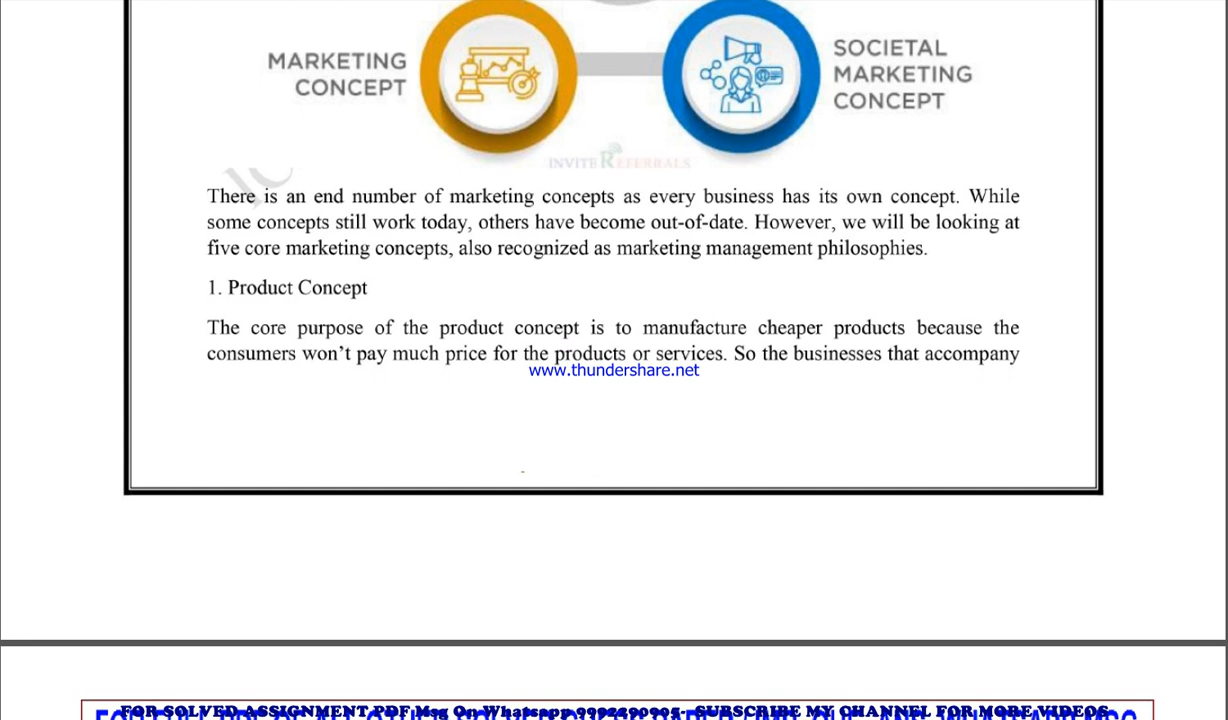 MARKETING
CONCEPT
SOCIETAL
MARKETING
CONCEPT
INVITE REFERRALS
There is an end number of marketing concepts as every business has its own concept. While
some concepts still work today, others have become out-of-date. However, we will be looking at
five core marketing concepts, also recognized as marketing management philosophies.
1. Product Concept
The core purpose of the product concept is to manufacture cheaper products because the
consumers won’t pay much price for the products or services. So the businesses that accompany
www.thundershare.net
FOR SOLVED ASSIGNMENT PDF Msg On Whatsapp 9992290905- SUBSCRIBE MY CHANNEL FOR MORE VIDEOS